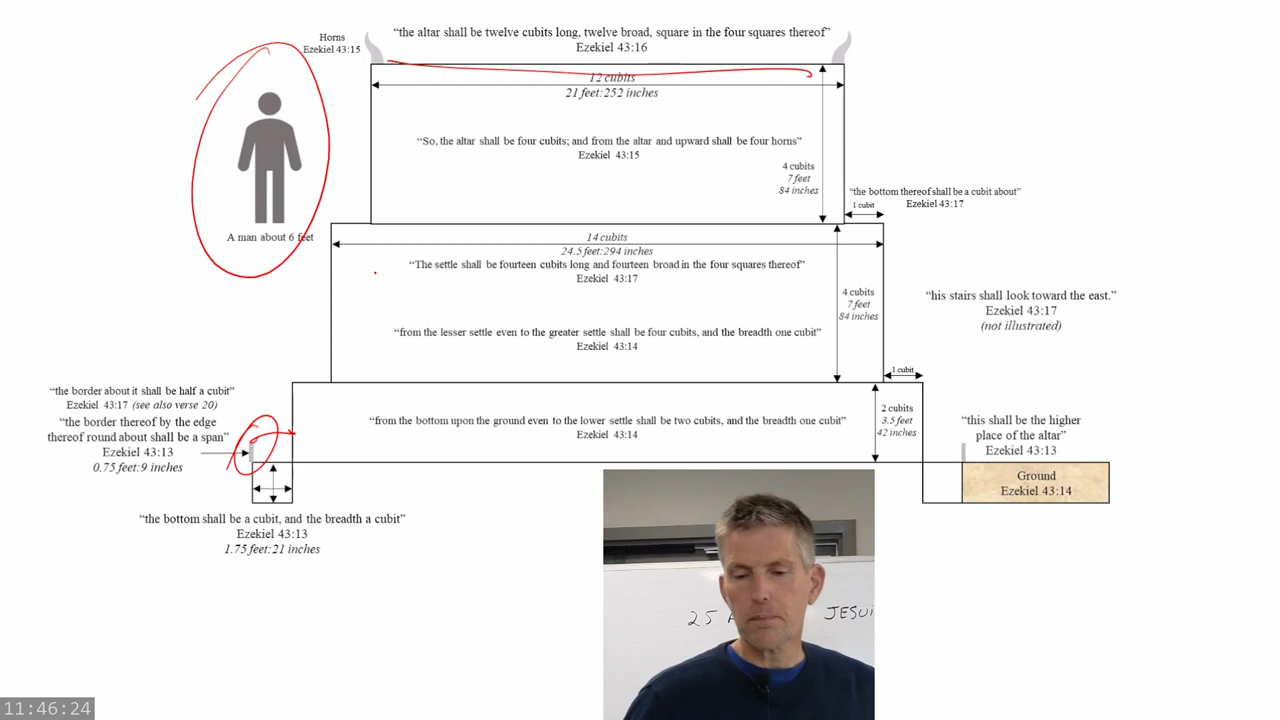 “the altar shall be twelve cubits long, twelve broad, square in the four squares thereof”
Ezekiel 43:16
Horns
Ezekiel 43:15
12 cubits
21 feet:252 inches
“So, the altar shall be four cubits; and from the altar and upward shall be four horns”
Ezekiel 43:15
4 cubits
7 feet
84 inches
“the bottom thereof shall be a cubit about”
Ezekiel 43:17
1 cubit
A man about 6 feet
14 cubits
24.5 feet:294 inches
“The settle shall be fourteen cubits long and fourteen broad in the four squares thereof”
Ezekiel 43:17
4 cubits
7 feet
84 inches
“his stairs shall look toward the east.”
Ezekiel 43:17
(not illustrated)
“from the lesser settle even to the greater settle shall be four cubits, and the breadth one cubit”
Ezekiel 43:14
1 cubit
“the border about it shall be half a cubit”
Ezekiel 43:17 (see also verse 20)
“the border thereof by the edge
thereof round about shall be a span”
Ezekiel 43:13
0.75 feet:9 inches
“from the bottom upon the ground even to the lower settle shall be two cubits, and the breadth one cubit”
Ezekiel 43:14
2 cubits
3.5 feet
42 inches
“this shall be the higher
place of the altar”
Ezekiel 43:13
Ground
Ezekiel 43:14
“the bottom shall be a cubit, and the breadth a cubit”
Ezekiel 43:13
1.75 feet:21 inches
25
11:46:24